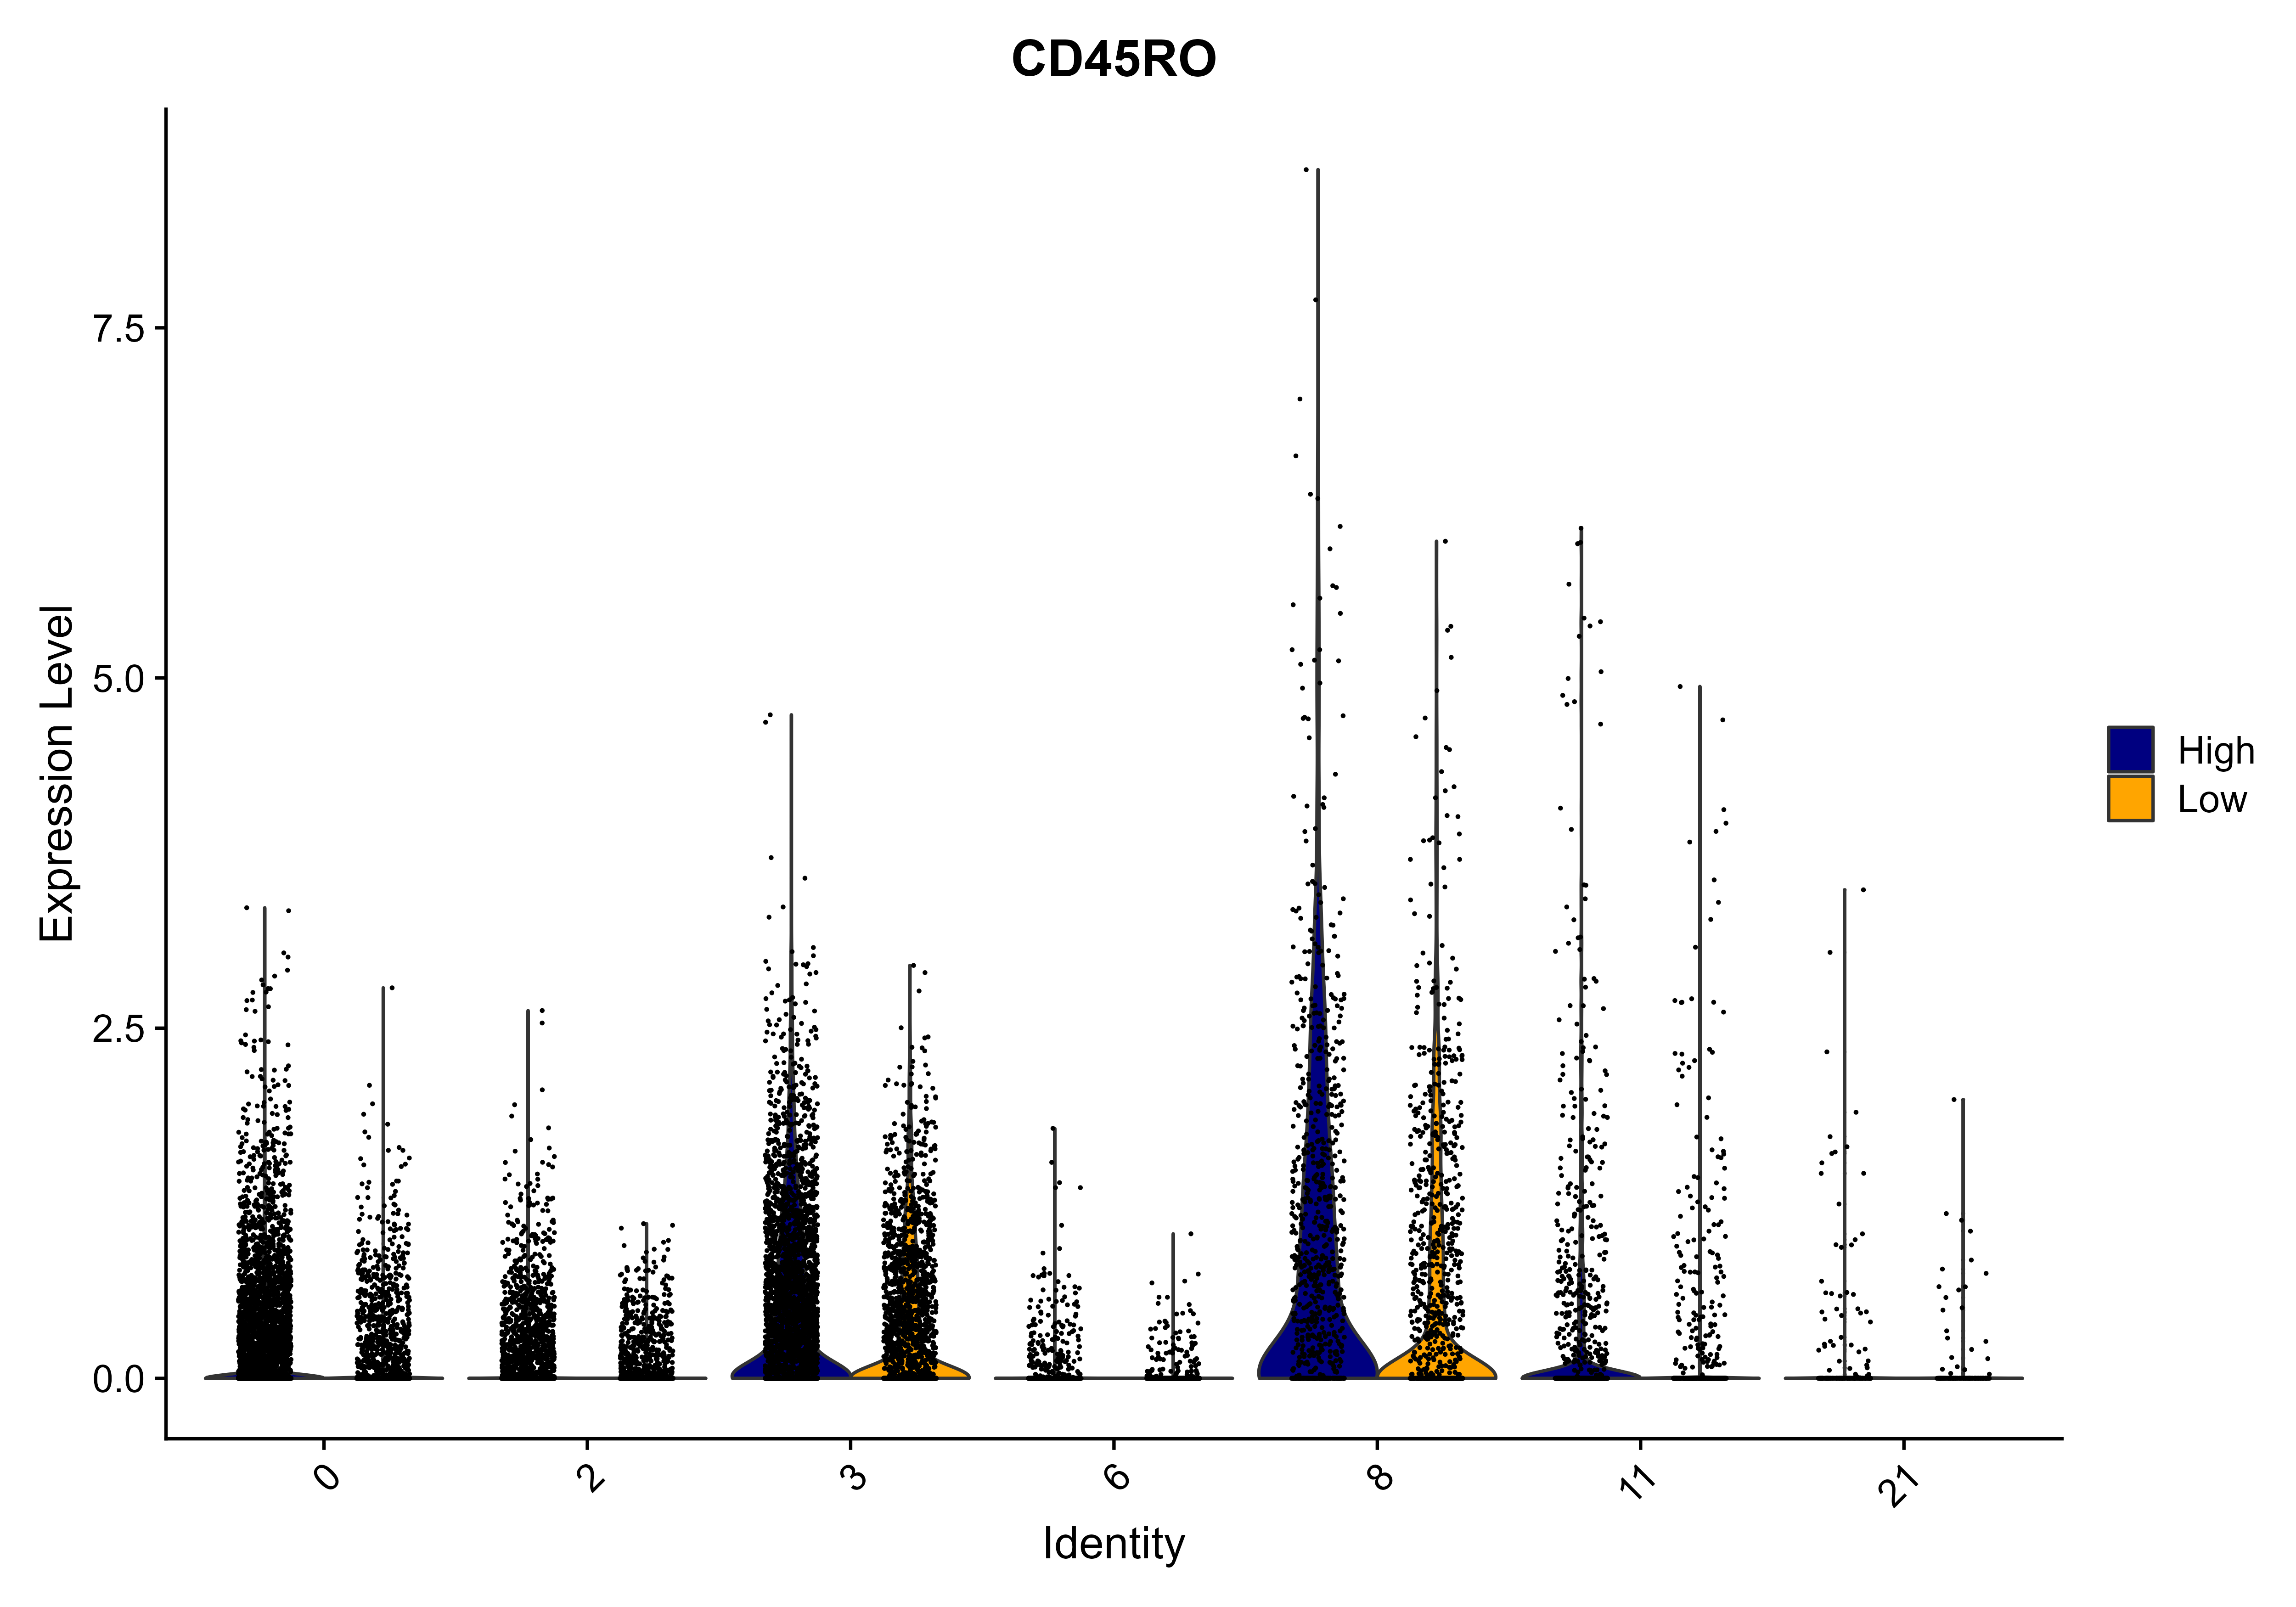 CD45RO
Expression Level
7.5
5.0
2.5
0.0
0
2
3
6
8
11
21
Identity
High
Low